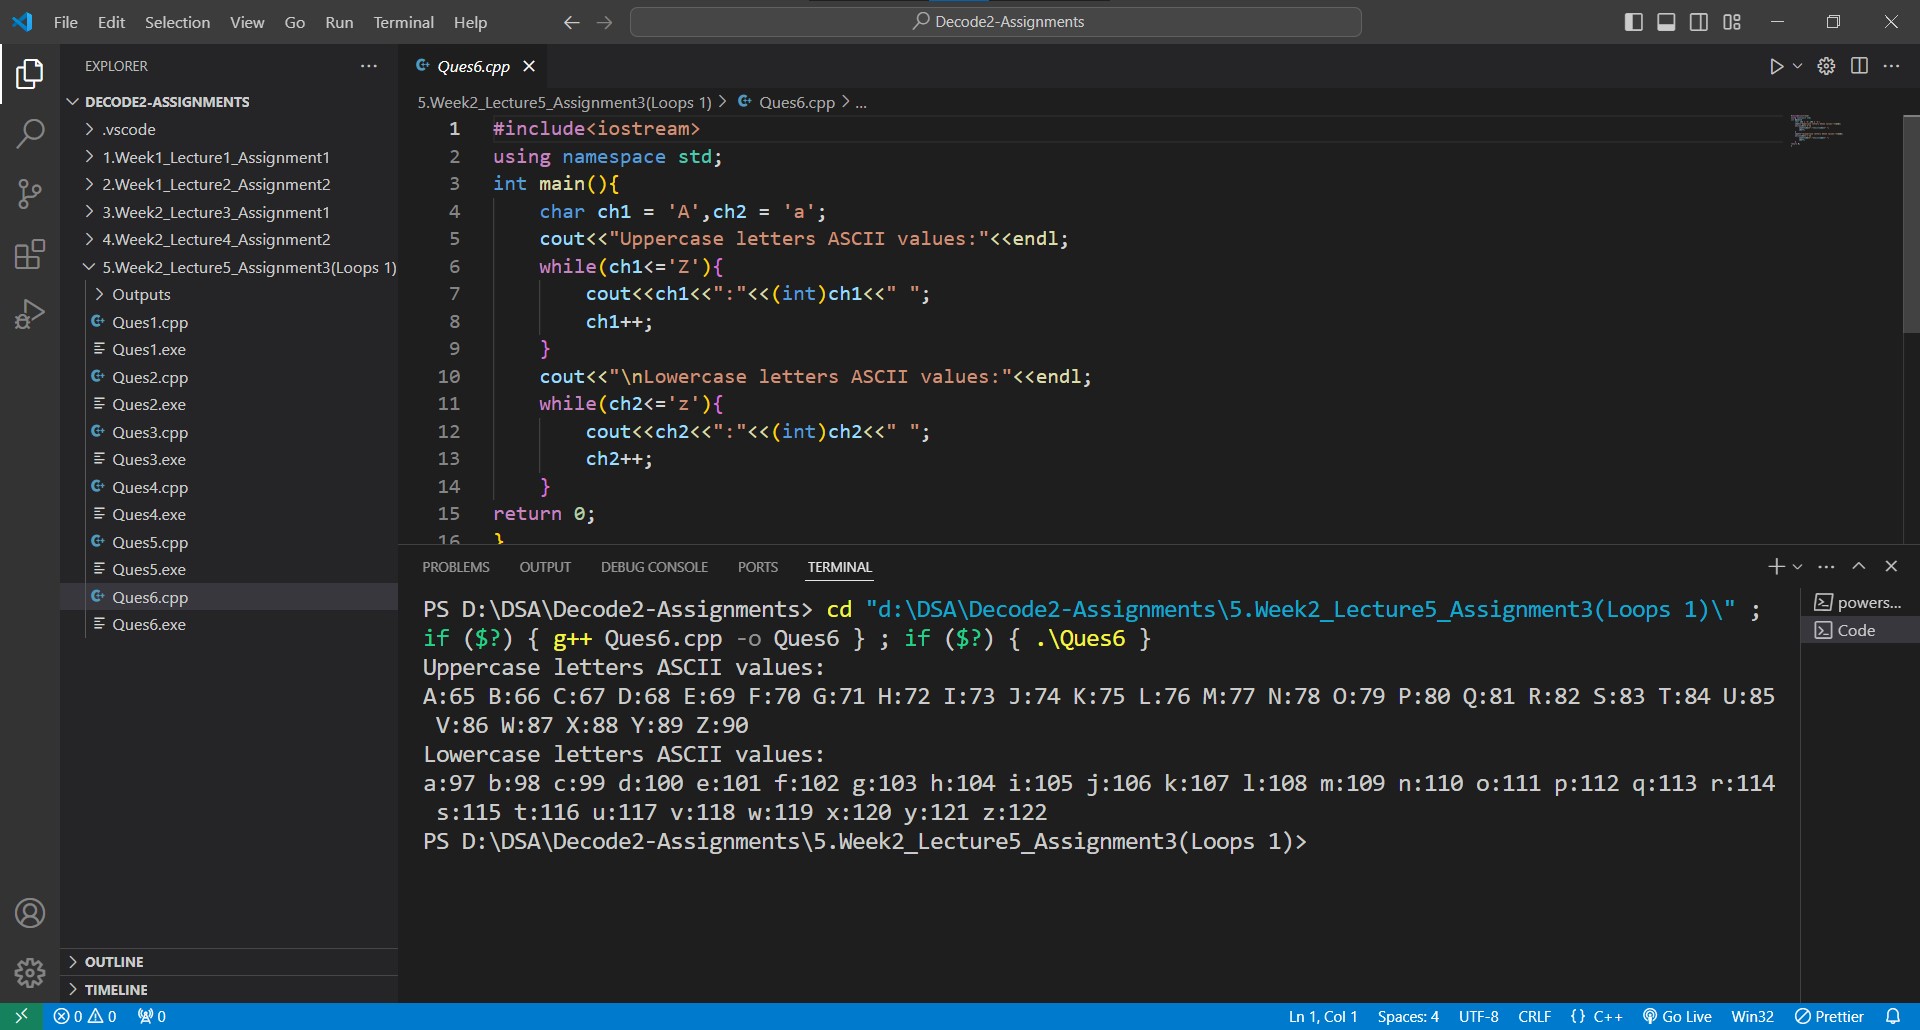 File Edit Selection View Go Run Terminal Help
Decode2-Assignments
EXPLORER
DECODE2-ASSIGNMENTS
.vscode
1.Week1_Lecture1_Assignment1
2.Week1_Lecture2_Assignment2
3.Week2_Lecture3_Assignment1
4.Week2_Lecture4_Assignment2
5.Week2_Lecture5_Assignment3(Loops 1)
Outputs
Ques1.cpp
Ques1.exe
Ques2.cpp
Ques2.exe
Ques3.cpp
Ques3.exe
Ques4.cpp
Ques4.exe
Ques5.cpp
Ques5.exe
Ques6.cpp
Ques6.exe
OUTLINE
TIMELINE
Ques6.cpp
5.Week2_Lecture5_Assignment3(Loops 1) > Ques6.cpp > ...
1 #include<iostream>
2 using namespace std;
3 int main(){
4     char ch1 = 'A',ch2 = 'a';
5     cout<<"Uppercase letters ASCII values:"<<endl;
6     while(ch1<='Z'){
7         cout<<ch1<<":"<<(int)ch1<<" ";
8         ch1++;
9     }
10     cout<<"\nLowercase letters ASCII values:"<<endl;
11     while(ch2<='z'){
12         cout<<ch2<<":"<<(int)ch2<<" ";
13         ch2++;
14     }
15 return 0;
16 }
PROBLEMS OUTPUT DEBUG CONSOLE PORTS TERMINAL
PS D:\DSA\Decode2-Assignments> cd "d:\DSA\Decode2-Assignments\5.Week2_Lecture5_Assignment3(Loops 1)\" ;
if ($?) { g++ Ques6.cpp -o Ques6 } ; if ($?) { .\Ques6 }
Uppercase letters ASCII values:
A:65 B:66 C:67 D:68 E:69 F:70 G:71 H:72 I:73 J:74 K:75 L:76 M:77 N:78 O:79 P:80 Q:81 R:82 S:83 T:84 U:85
V:86 W:87 X:88 Y:89 Z:90
Lowercase letters ASCII values:
a:97 b:98 c:99 d:100 e:101 f:102 g:103 h:104 i:105 j:106 k:107 l:108 m:109 n:110 o:111 p:112 q:113 r:114
s:115 t:116 u:117 v:118 w:119 x:120 y:121 z:122
PS D:\DSA\Decode2-Assignments\5.Week2_Lecture5_Assignment3(Loops 1)>
powers...
Code
0 0 0
Ln 1, Col 1 Spaces: 4 UTF-8 CRLF {} C++ Go Live Win32 Prettier